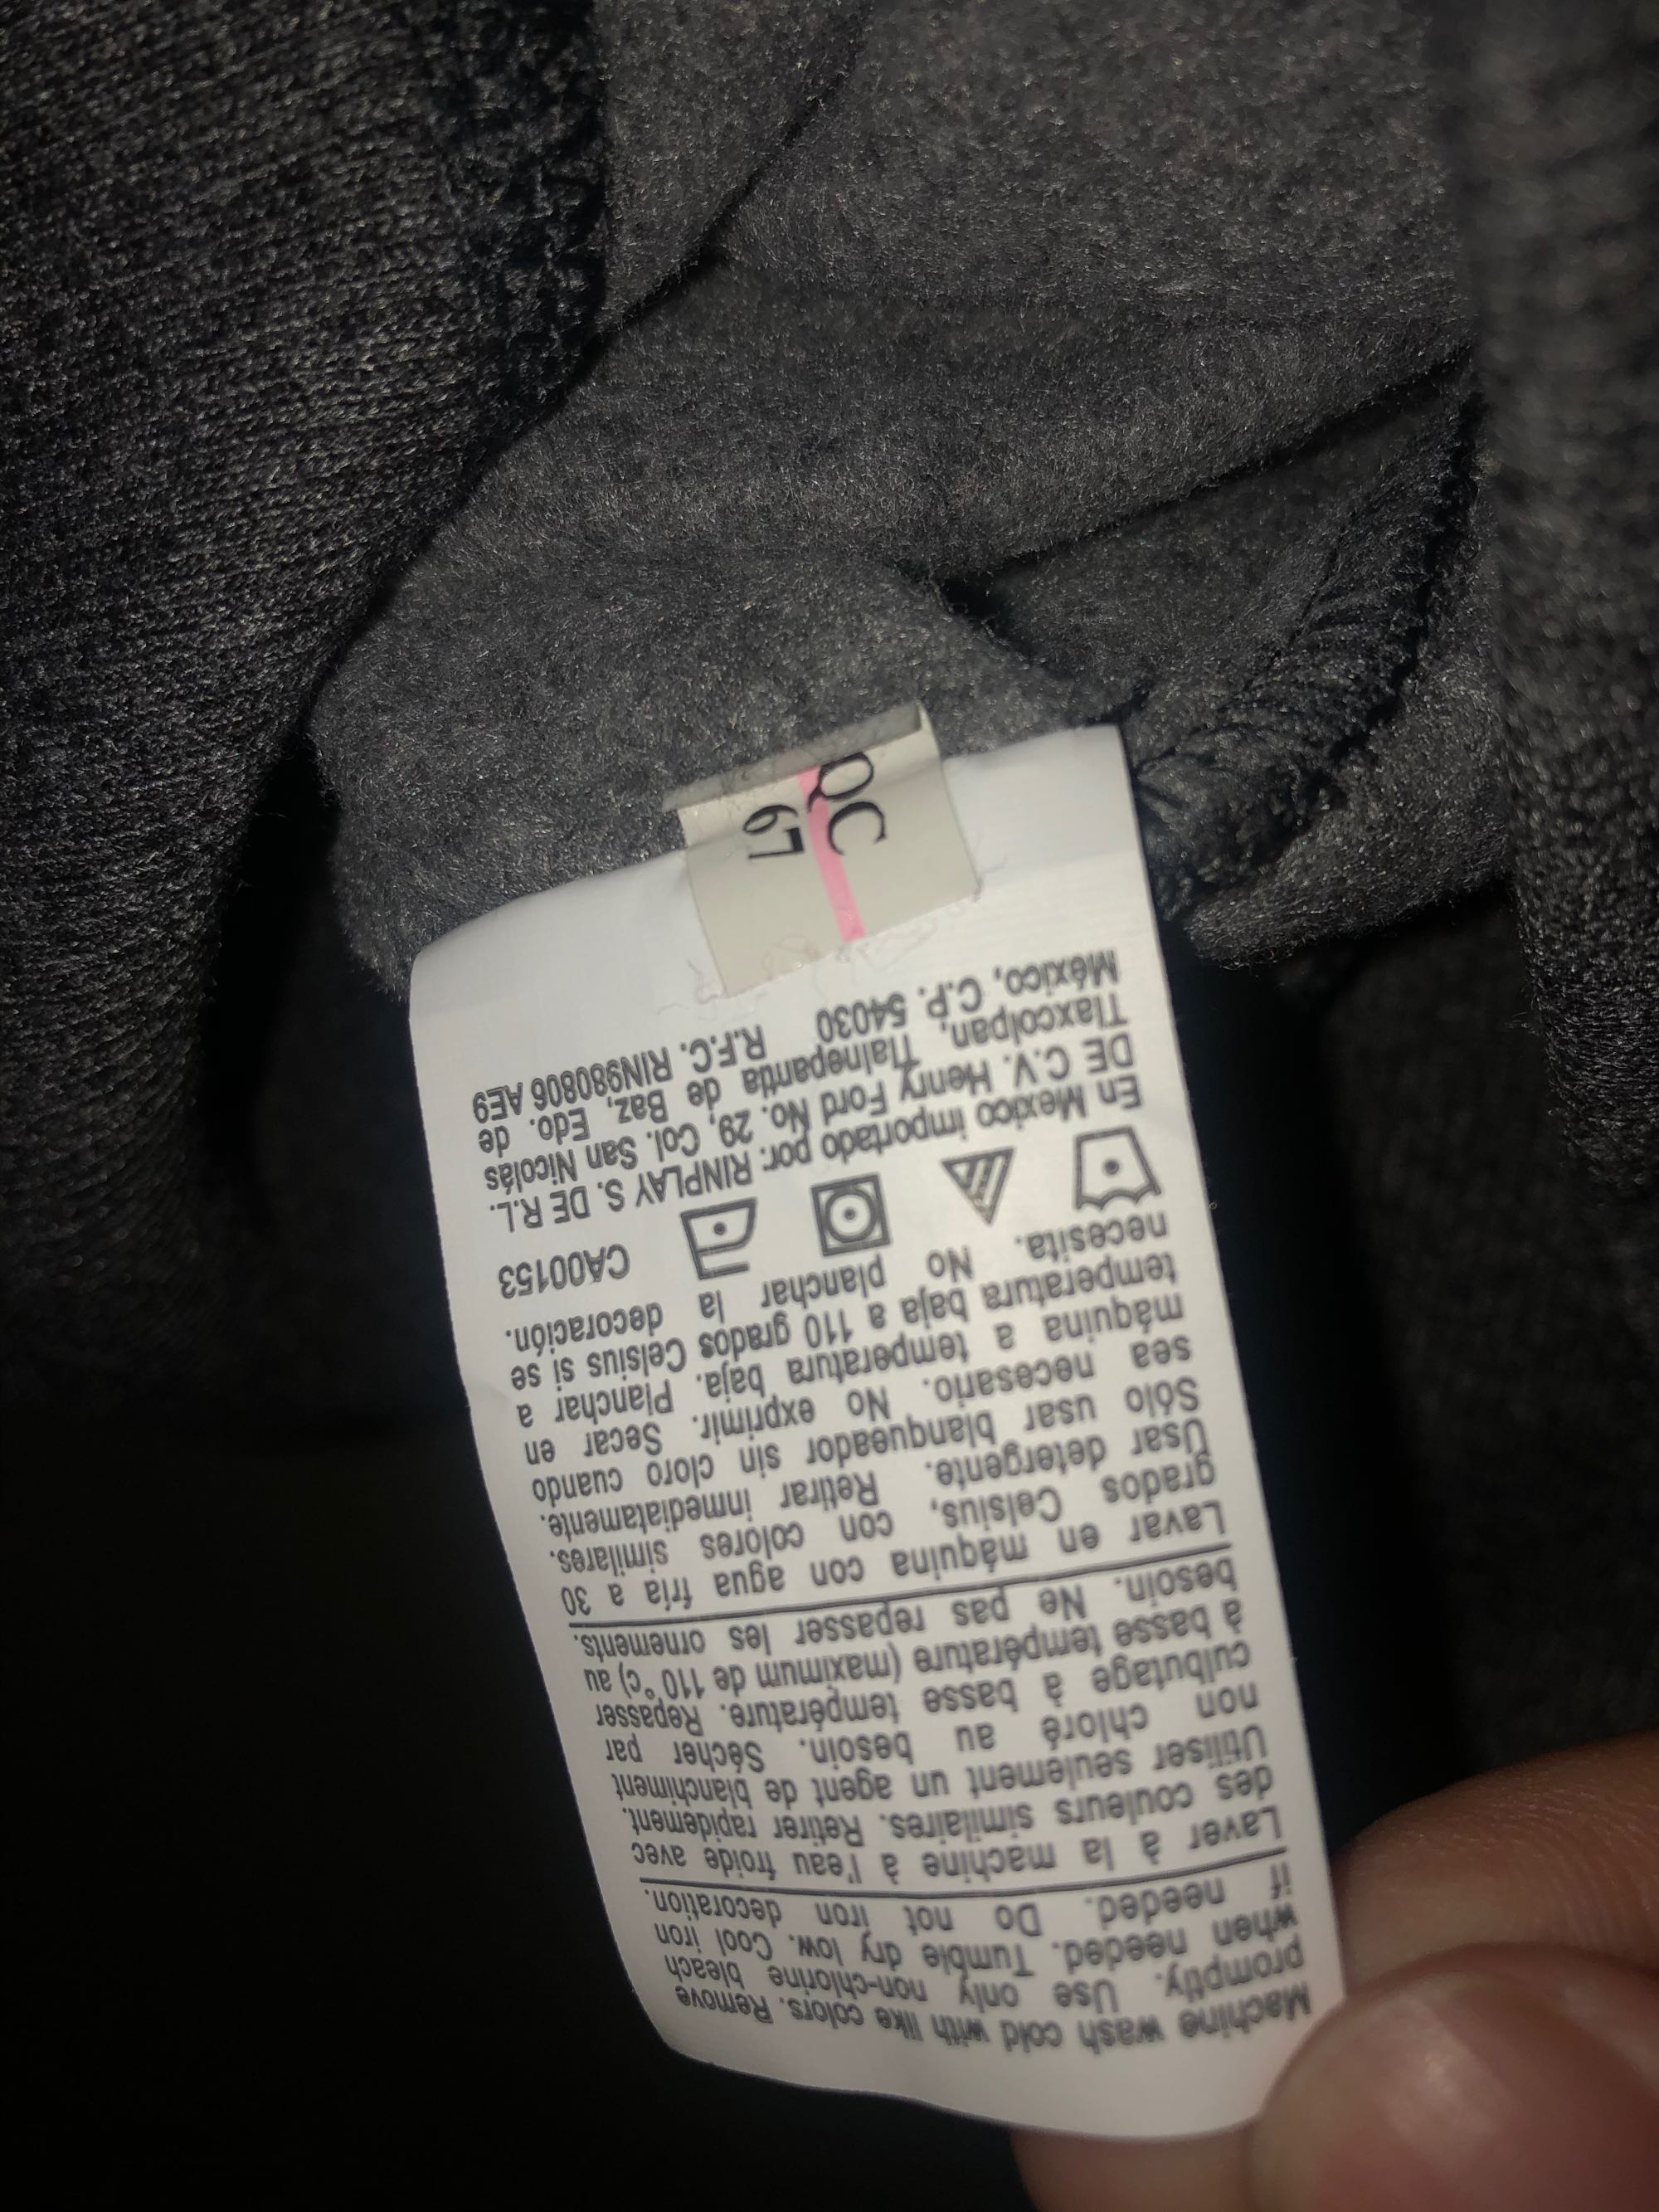 Machine wash cold with like colors. Remove
promptly. Use only non-chlorine bleach
when needed. Tumble dry low. Cool iron
if needed. Do not iron decoration.
Laver à la machine à l'eau froide avec
des couleurs similaires. Retirer rapidement.
Utiliser seulement un agent de blanchiment
non chloré au besoin. Sécher par
culbutage à basse température. Repasser
à basse température (maximum de 110 °c) au
besoin. Ne pas repasser les ornements.
Lavar en máquina con agua fría a 30
grados Celsius, con colores similares.
Usar detergente. Retirar inmediatamente.
Sólo usar blanqueador sin cloro cuando
sea necesario. No exprimir. Secar en
máquina a temperatura baja. Planchar a
temperatura baja a 110 grados Celsius si se
necesita. No planchar la decoración.
CA00153
En Mexico importado por: RINPLAY S. DE R.L.
DE C.V. Henry Ford No. 29, Col. San Nicolás
Tlaxcolpan, Tlalnepantla de Baz, Edo. de
México, C.P. 54030 R.F.C. RIN980806 AE9
QC
67